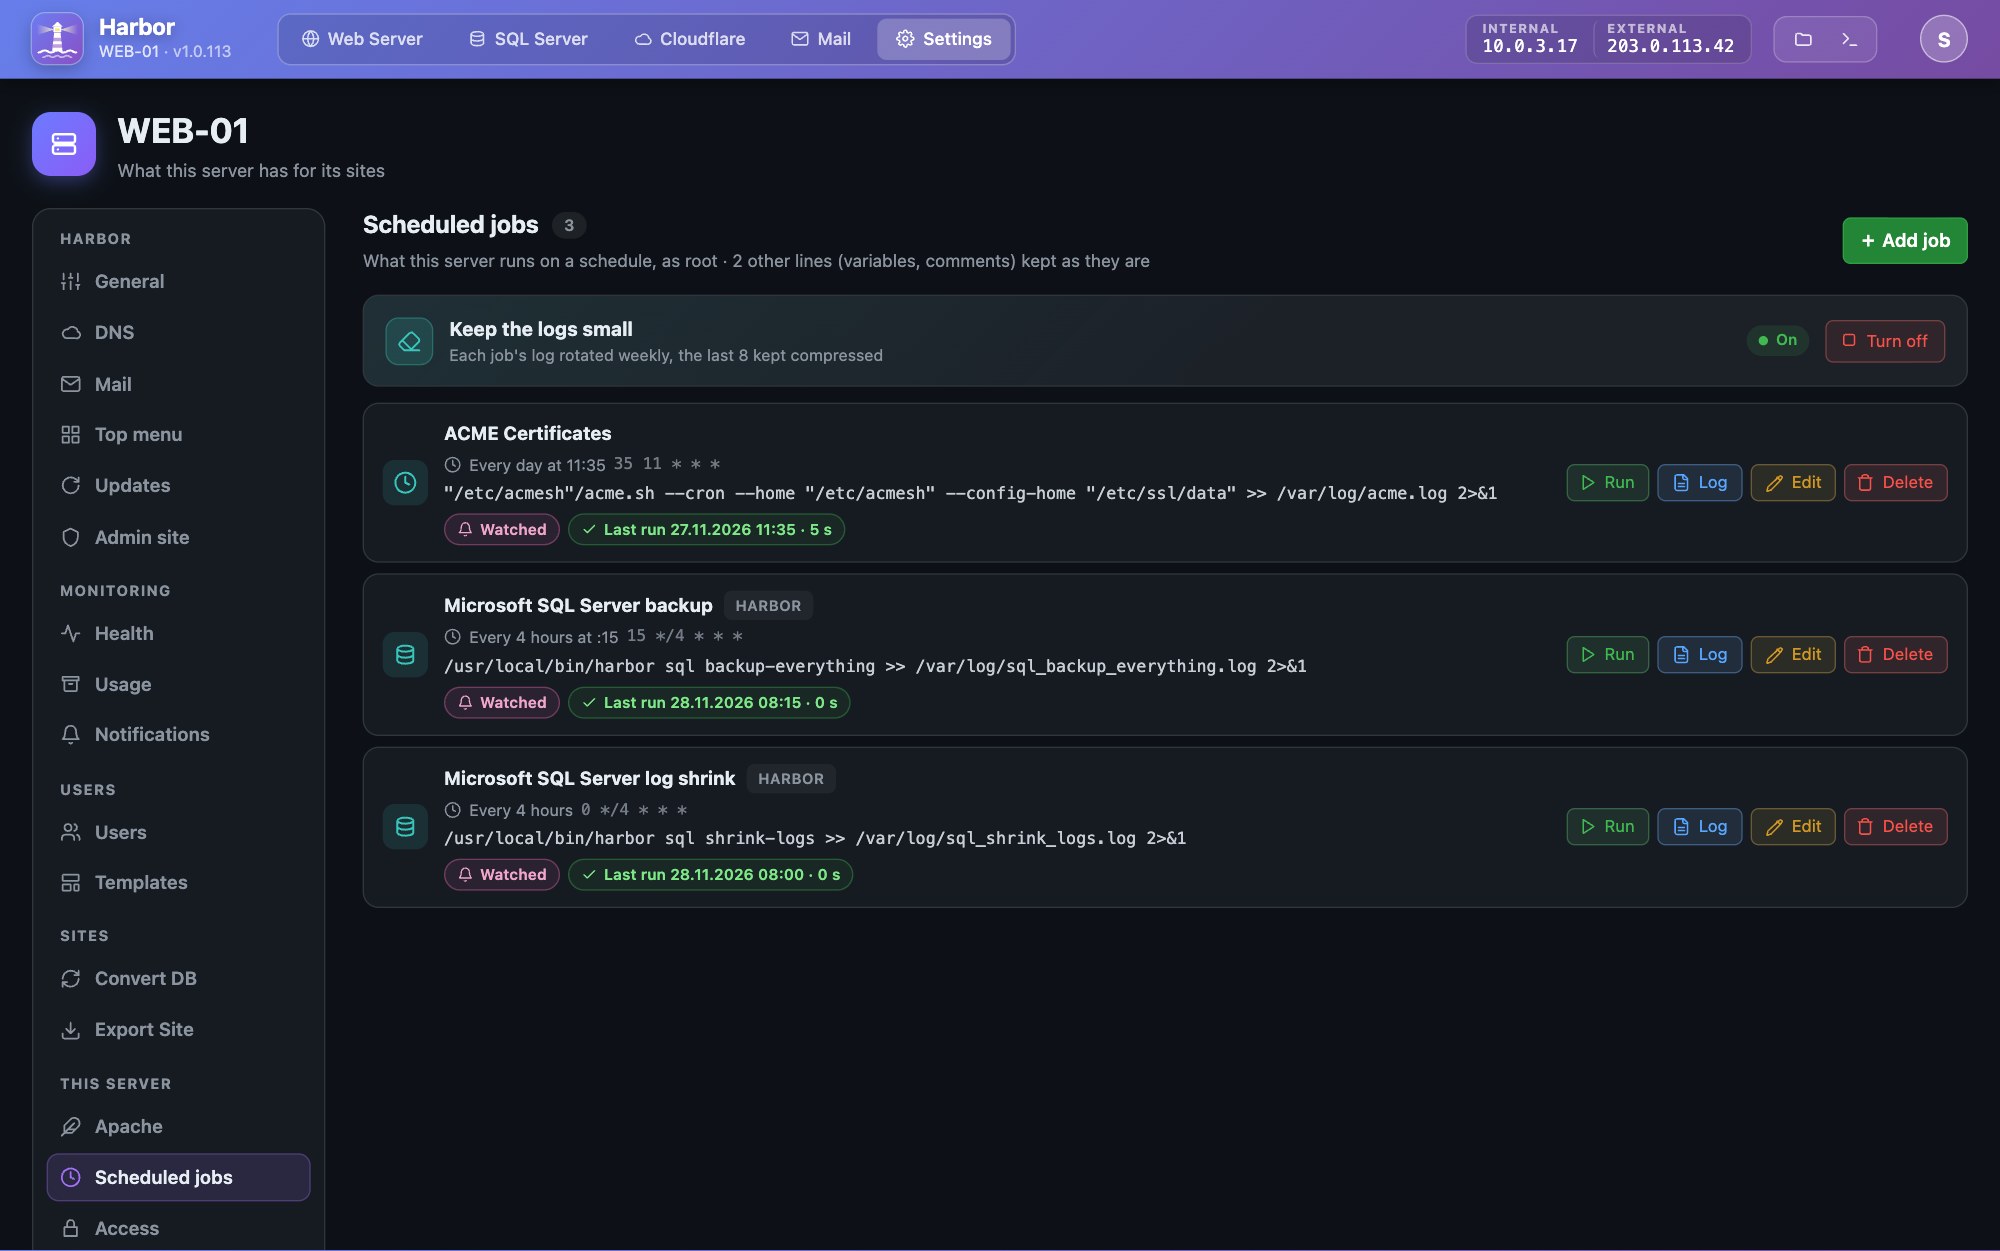 Harbor
WEB-01 · v1.0.113
Web Server
SQL Server
Cloudflare
Mail
Settings
INTERNAL
10.0.3.17
EXTERNAL
203.0.113.42
S
WEB-01
What this server has for its sites
HARBOR
General
DNS
Mail
Top menu
Updates
Admin site
MONITORING
Health
Usage
Notifications
USERS
Users
Templates
SITES
Convert DB
Export Site
THIS SERVER
Apache
Scheduled jobs
Access
Scheduled jobs 3
What this server runs on a schedule, as root · 2 other lines (variables, comments) kept as they are
+ Add job
Keep the logs small
Each job's log rotated weekly, the last 8 kept compressed
On
Turn off
ACME Certificates
Every day at 11:35 35 11 * * *
"/etc/acmesh"/acme.sh --cron --home "/etc/acmesh" --config-home "/etc/ssl/data" >> /var/log/acme.log 2>&1
Watched
Last run 27.11.2026 11:35 · 5 s
Run
Log
Edit
Delete
Microsoft SQL Server backup HARBOR
Every 4 hours at :15 15 */4 * * *
/usr/local/bin/harbor sql backup-everything >> /var/log/sql_backup_everything.log 2>&1
Watched
Last run 28.11.2026 08:15 · 0 s
Run
Log
Edit
Delete
Microsoft SQL Server log shrink HARBOR
Every 4 hours 0 */4 * * *
/usr/local/bin/harbor sql shrink-logs >> /var/log/sql_shrink_logs.log 2>&1
Watched
Last run 28.11.2026 08:00 · 0 s
Run
Log
Edit
Delete